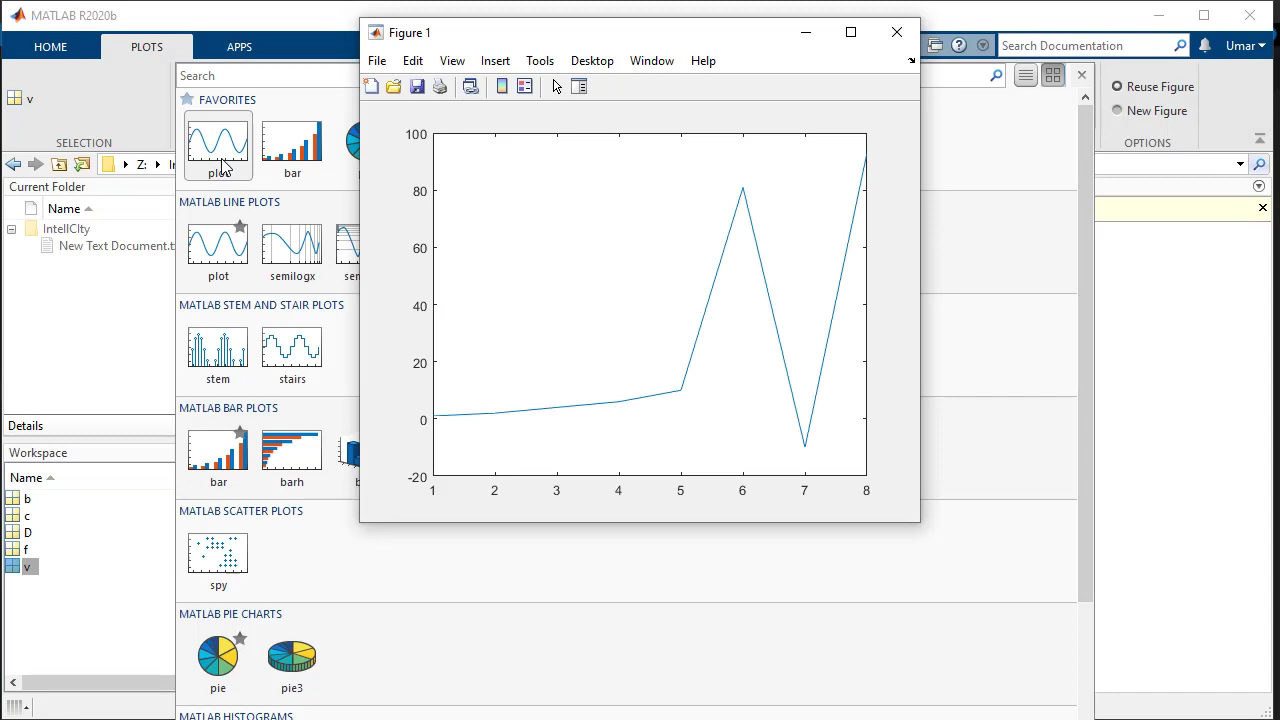 MATLAB R2020b
HOME
PLOTS
APPS
Search Documentation
Umar
v
SELECTION
Search
FAVORITES
bar
Reuse Figure
New Figure
OPTIONS
Z:
Current Folder
Name
IntellCIty
New Text Document.t
Details
Workspace
Name
b
c
D
f
v
MATLAB LINE PLOTS
plot
semilogx
MATLAB STEM AND STAIR PLOTS
stem
stairs
MATLAB BAR PLOTS
bar
barh
MATLAB SCATTER PLOTS
spy
MATLAB PIE CHARTS
pie
pie3
MATLAB HISTOGRAMS
Figure 1
File
Edit
View
Insert
Tools
Desktop
Window
Help
100
80
60
40
20
0
-20
1
2
3
4
5
6
7
8